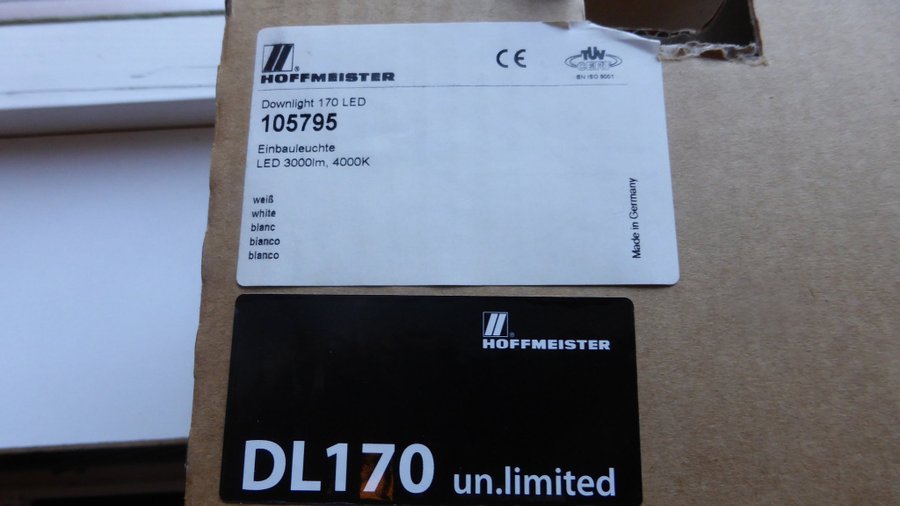 HOFFMEISTER
CE
TÜV
CERT
EN ISO 9001
Downlight 170 LED
105795
Einbauleuchte
LED 3000lm, 4000K
weiß
white
blanc
bianco
blanco
Made in Germany
HOFFMEISTER
DL170 un.limited